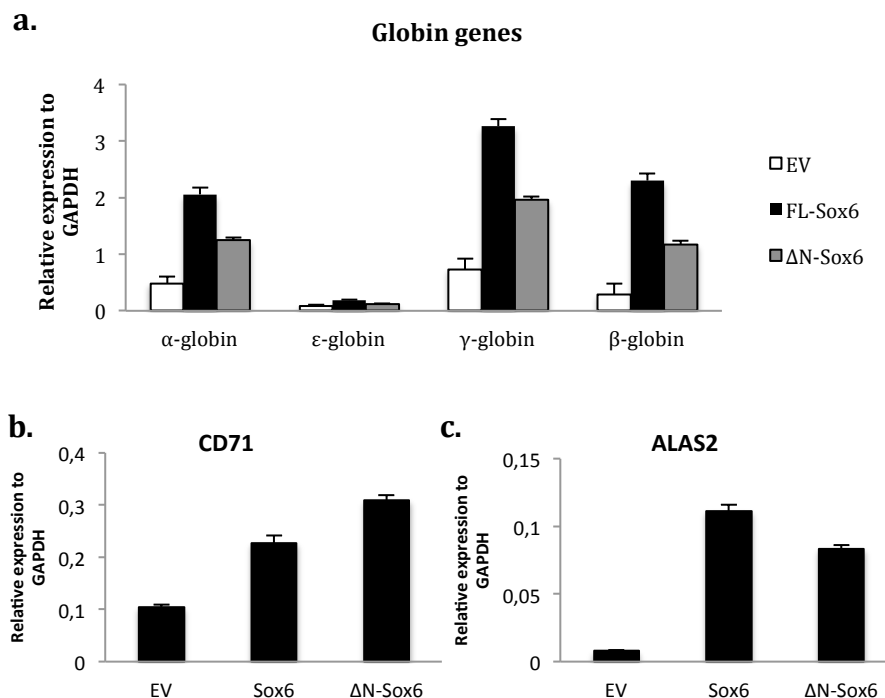 a.
Globin genes
Relative expression to
GAPDH
4
3
2
1
0
α-globin
ε-globin
γ-globin
β-globin
EV
FL-Sox6
ΔN-Sox6
b.
CD71
Relative expression to
GAPDH
0,4
0,3
0,2
0,1
0
EV
Sox6
ΔN-Sox6
c.
ALAS2
Relative expression to
GAPDH
0,15
0,1
0,05
0
EV
Sox6
ΔN-Sox6